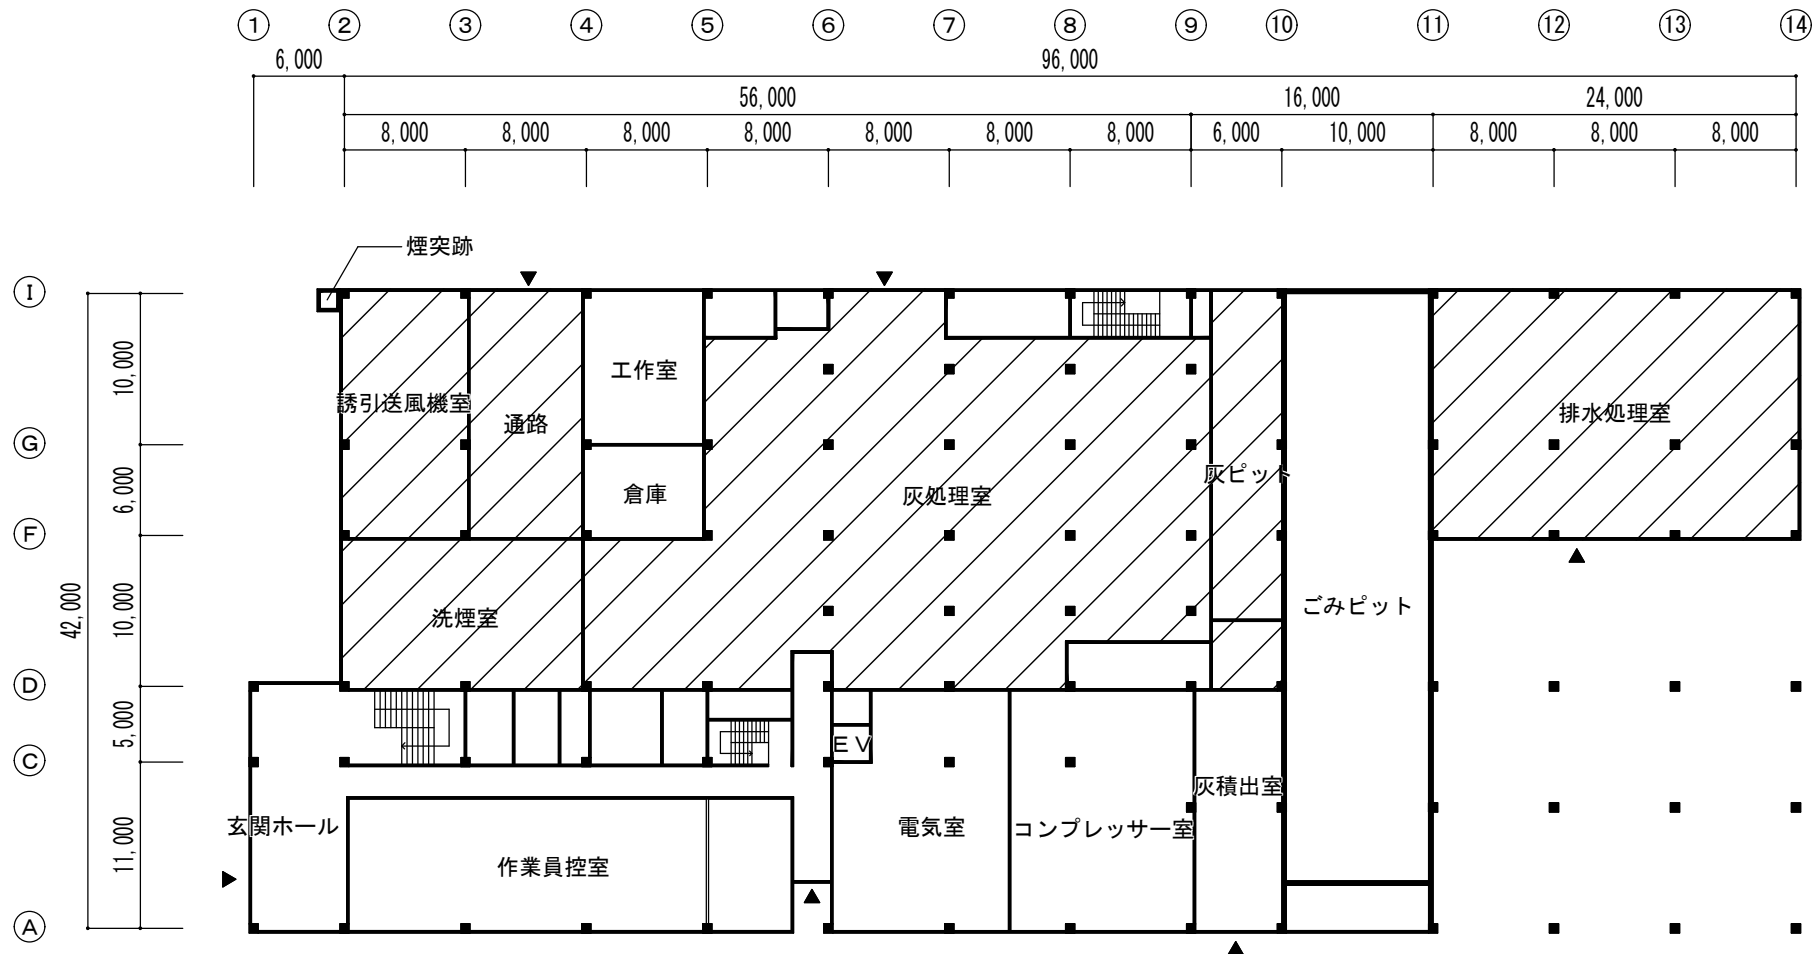 ① ② ③ ④ ⑤ ⑥ ⑦ ⑧ ⑨ ⑩ ⑪ ⑫ ⑬ ⑭
6,000 96,000
56,000 16,000 24,000
8,000 8,000 8,000 8,000 8,000 8,000 8,000 6,000 10,000 8,000 8,000 8,000
煙突跡
Ⓘ
10,000
工作室
誘引送風機室
通路
排水処理室
Ⓖ
灰ピット
6,000
倉庫
灰処理室
Ⓕ
42,000
10,000
洗煙室
ごみピット
Ⓓ
5,000
EV
Ⓒ
灰積出室
玄関ホール
電気室
コンプレッサー室
11,000
作業員控室
Ⓐ